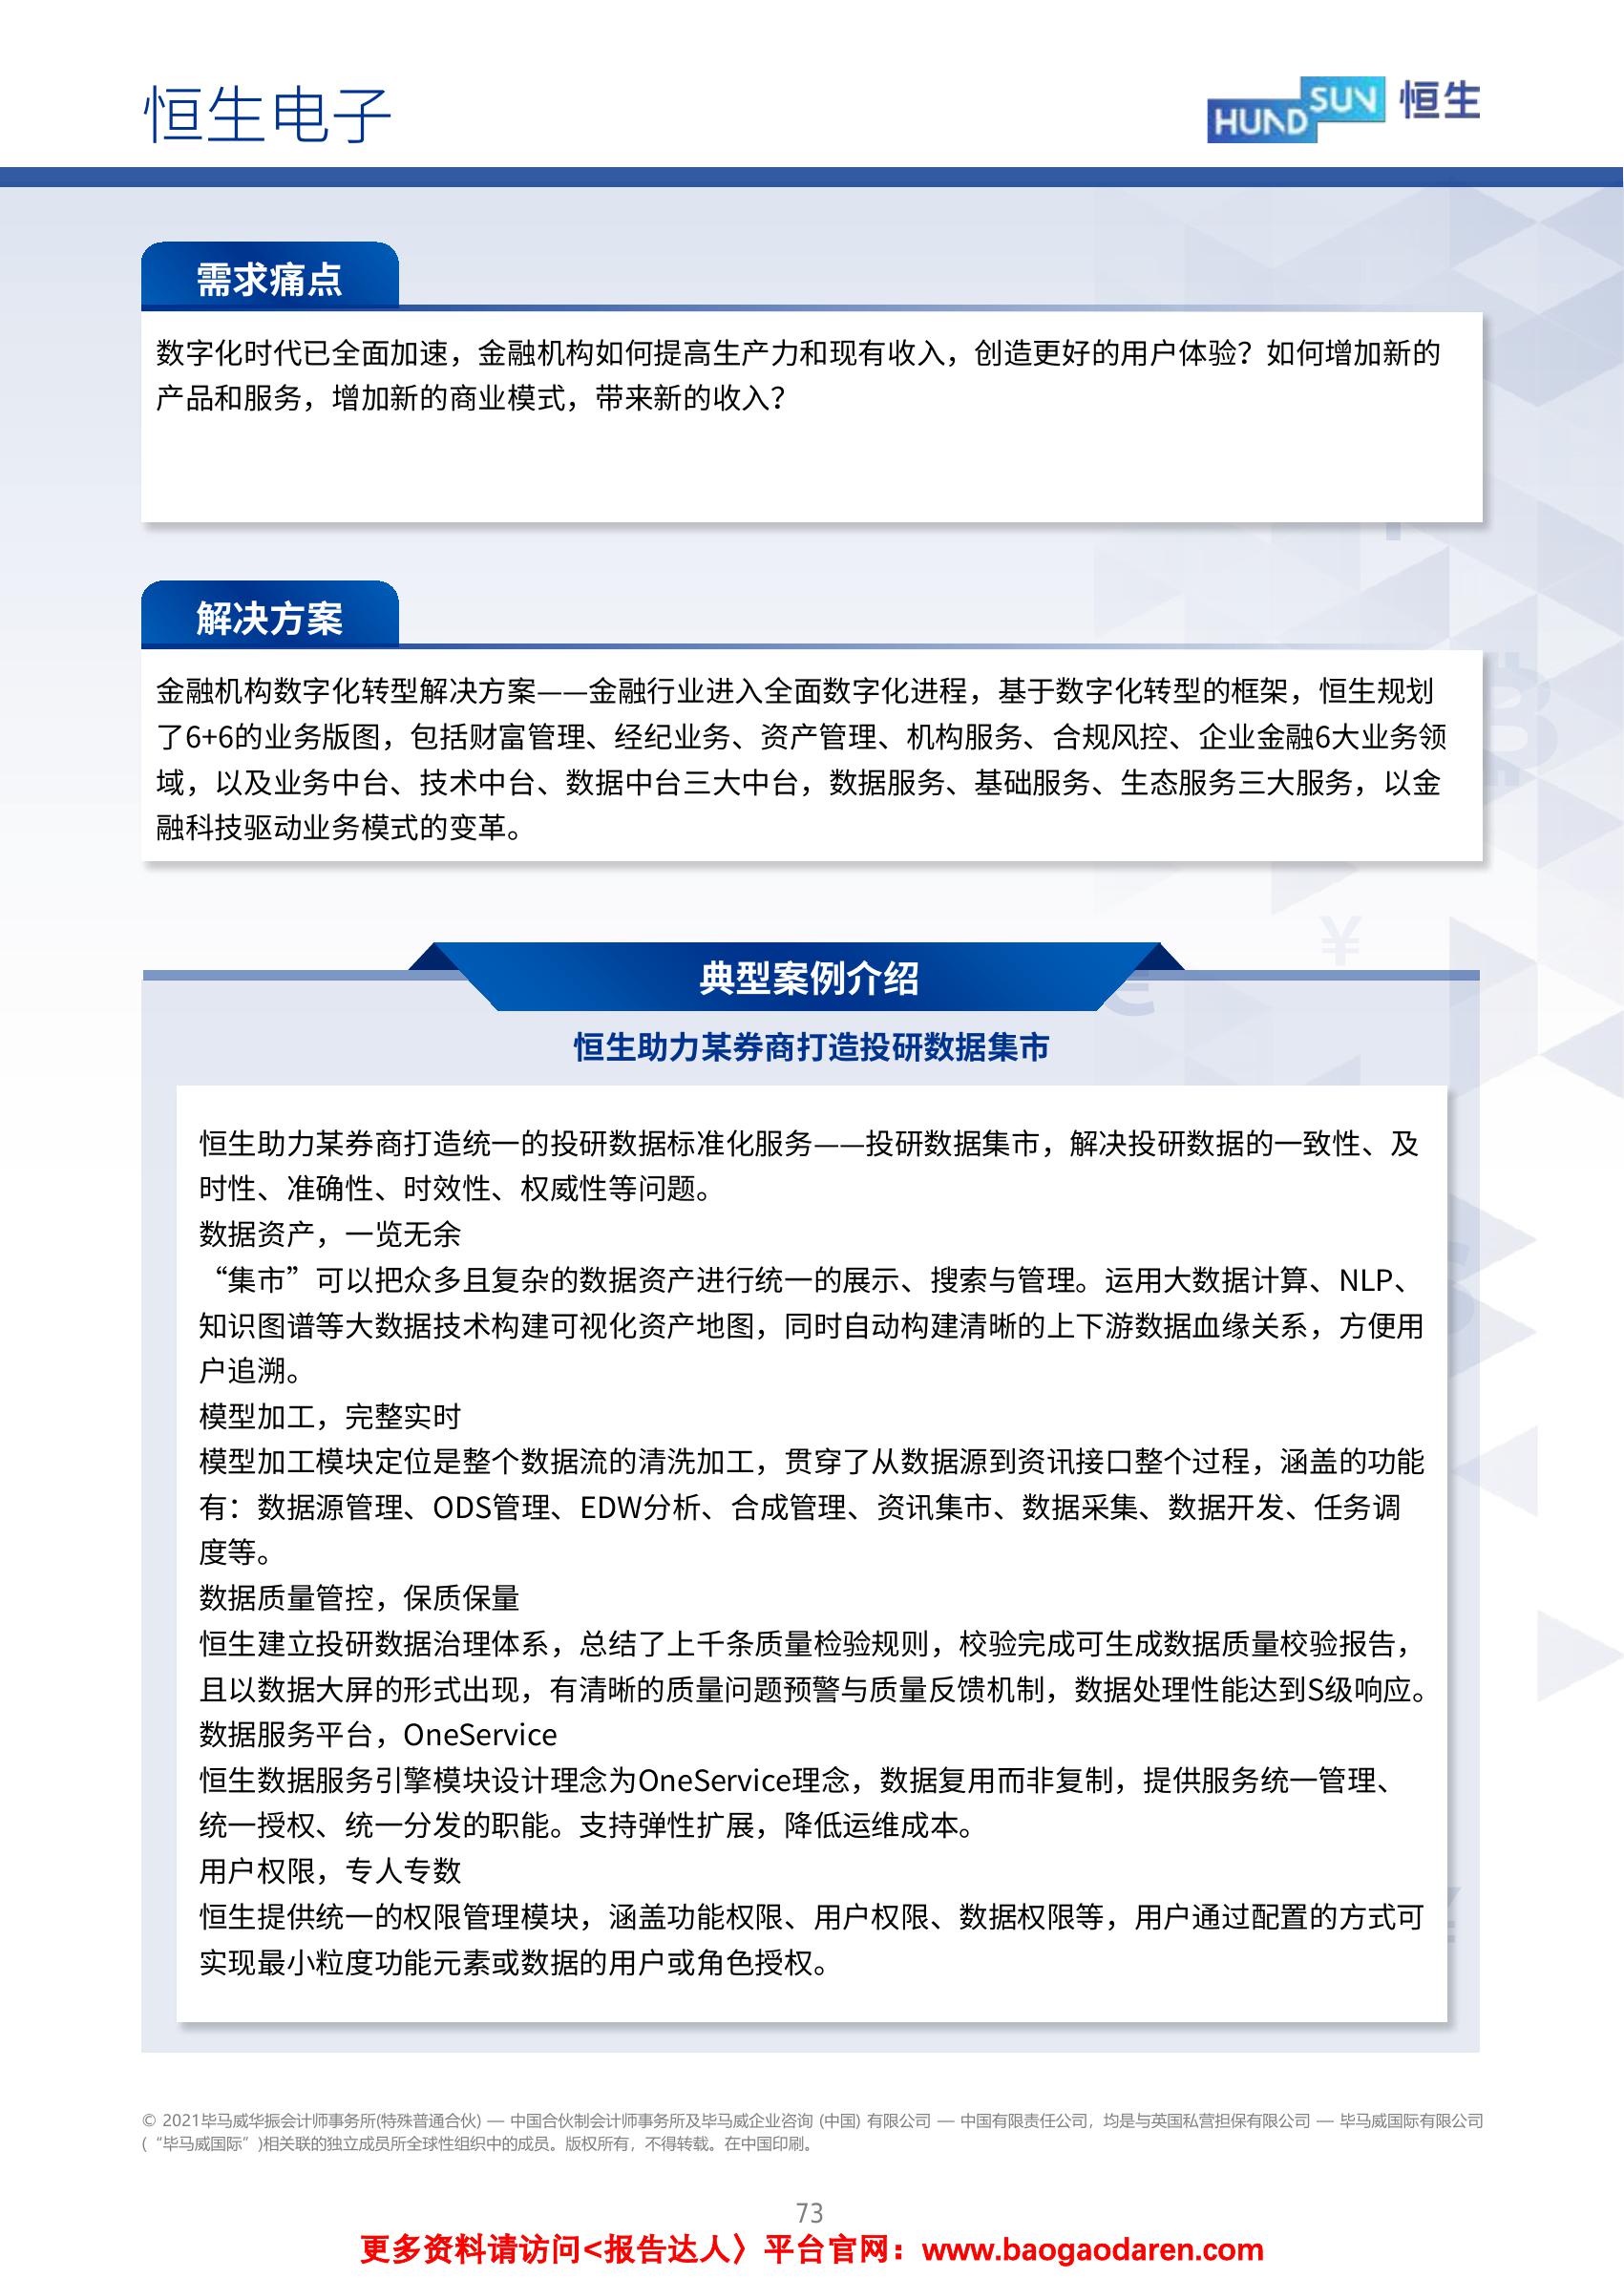 恒生电子
HUNDSUN 恒生
需求痛点
数字化时代已全面加速，金融机构如何提高生产力和现有收入，创造更好的用户体验？如何增加新的
产品和服务，增加新的商业模式，带来新的收入？
解决方案
金融机构数字化转型解决方案——金融行业进入全面数字化进程，基于数字化转型的框架，恒生规划
了6+6的业务版图，包括财富管理、经纪业务、资产管理、机构服务、合规风控、企业金融6大业务领
域，以及业务中台、技术中台、数据中台三大中台，数据服务、基础服务、生态服务三大服务，以金
融科技驱动业务模式的变革。
典型案例介绍
恒生助力某券商打造投研数据集市
恒生助力某券商打造统一的投研数据标准化服务——投研数据集市，解决投研数据的一致性、及
时性、准确性、时效性、权威性等问题。
数据资产，一览无余
“集市”可以把众多且复杂的数据资产进行统一的展示、搜索与管理。运用大数据计算、NLP、
知识图谱等大数据技术构建可视化资产地图，同时自动构建清晰的上下游数据血缘关系，方便用
户追溯。
模型加工，完整实时
模型加工模块定位是整个数据流的清洗加工，贯穿了从数据源到资讯接口整个过程，涵盖的功能
有：数据源管理、ODS管理、EDW分析、合成管理、资讯集市、数据采集、数据开发、任务调
度等。
数据质量管控，保质保量
恒生建立投研数据治理体系，总结了上千条质量检验规则，校验完成可生成数据质量校验报告，
且以数据大屏的形式出现，有清晰的质量问题预警与质量反馈机制，数据处理性能达到S级响应。
数据服务平台，OneService
恒生数据服务引擎模块设计理念为OneService理念，数据复用而非复制，提供服务统一管理、
统一授权、统一分发的职能。支持弹性扩展，降低运维成本。
用户权限，专人专数
恒生提供统一的权限管理模块，涵盖功能权限、用户权限、数据权限等，用户通过配置的方式可
实现最小粒度功能元素或数据的用户或角色授权。
© 2021毕马威华振会计师事务所(特殊普通合伙) — 中国合伙制会计师事务所及毕马威企业咨询 (中国) 有限公司 — 中国有限责任公司，均是与英国私营担保有限公司 — 毕马威国际有限公司
(“毕马威国际”)相关联的独立成员所全球性组织中的成员。版权所有，不得转载。在中国印刷。
73
更多资料请访问<报告达人〉平台官网：www.baogaodaren.com